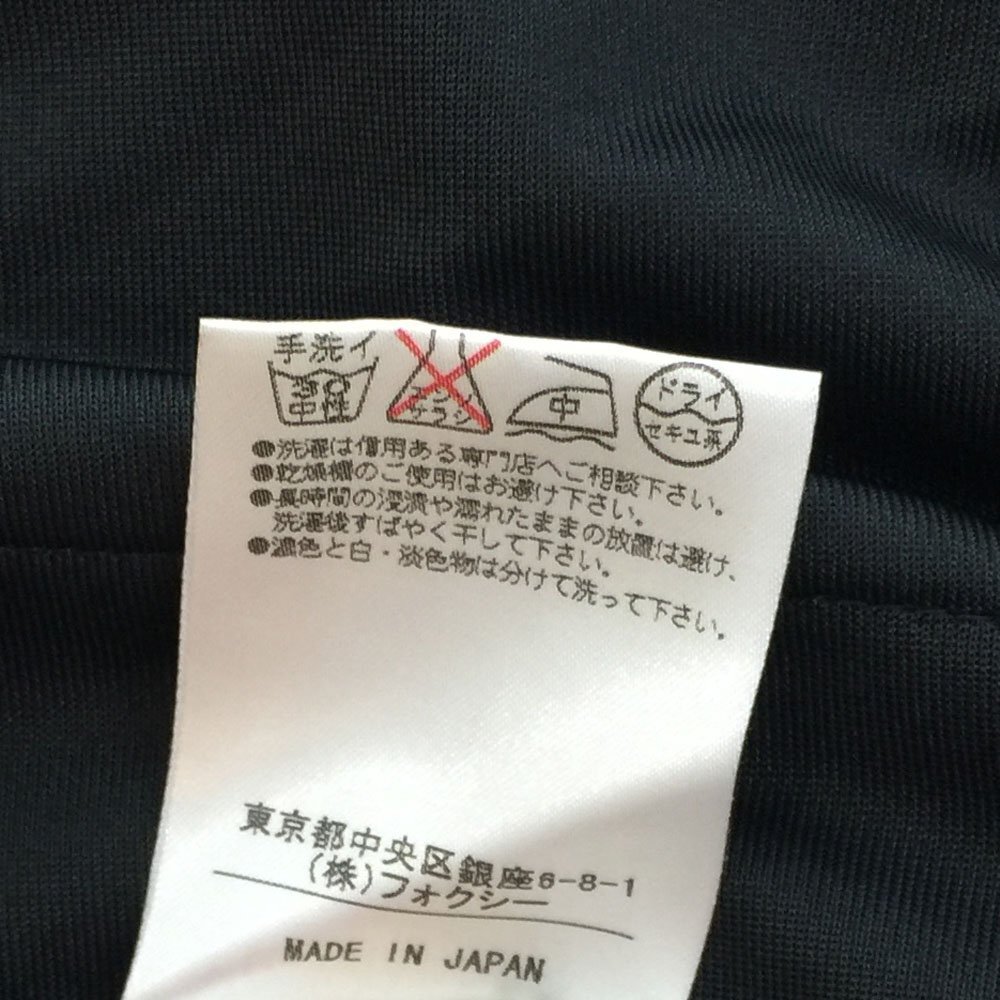 手洗イ
弱
中性
エンソ
サラシ
中
ドライ
セキユ系
●洗濯は信用ある専門店へご相談下さい。
●乾燥機のご使用はお避け下さい。
●長時間の浸漬や濡れたままの放置は避け、
洗濯後すばやく干して下さい。
●濃色と白・淡色物は分けて洗って下さい。
東京都中央区銀座6-8-1
(株)フォクシー
MADE IN JAPAN